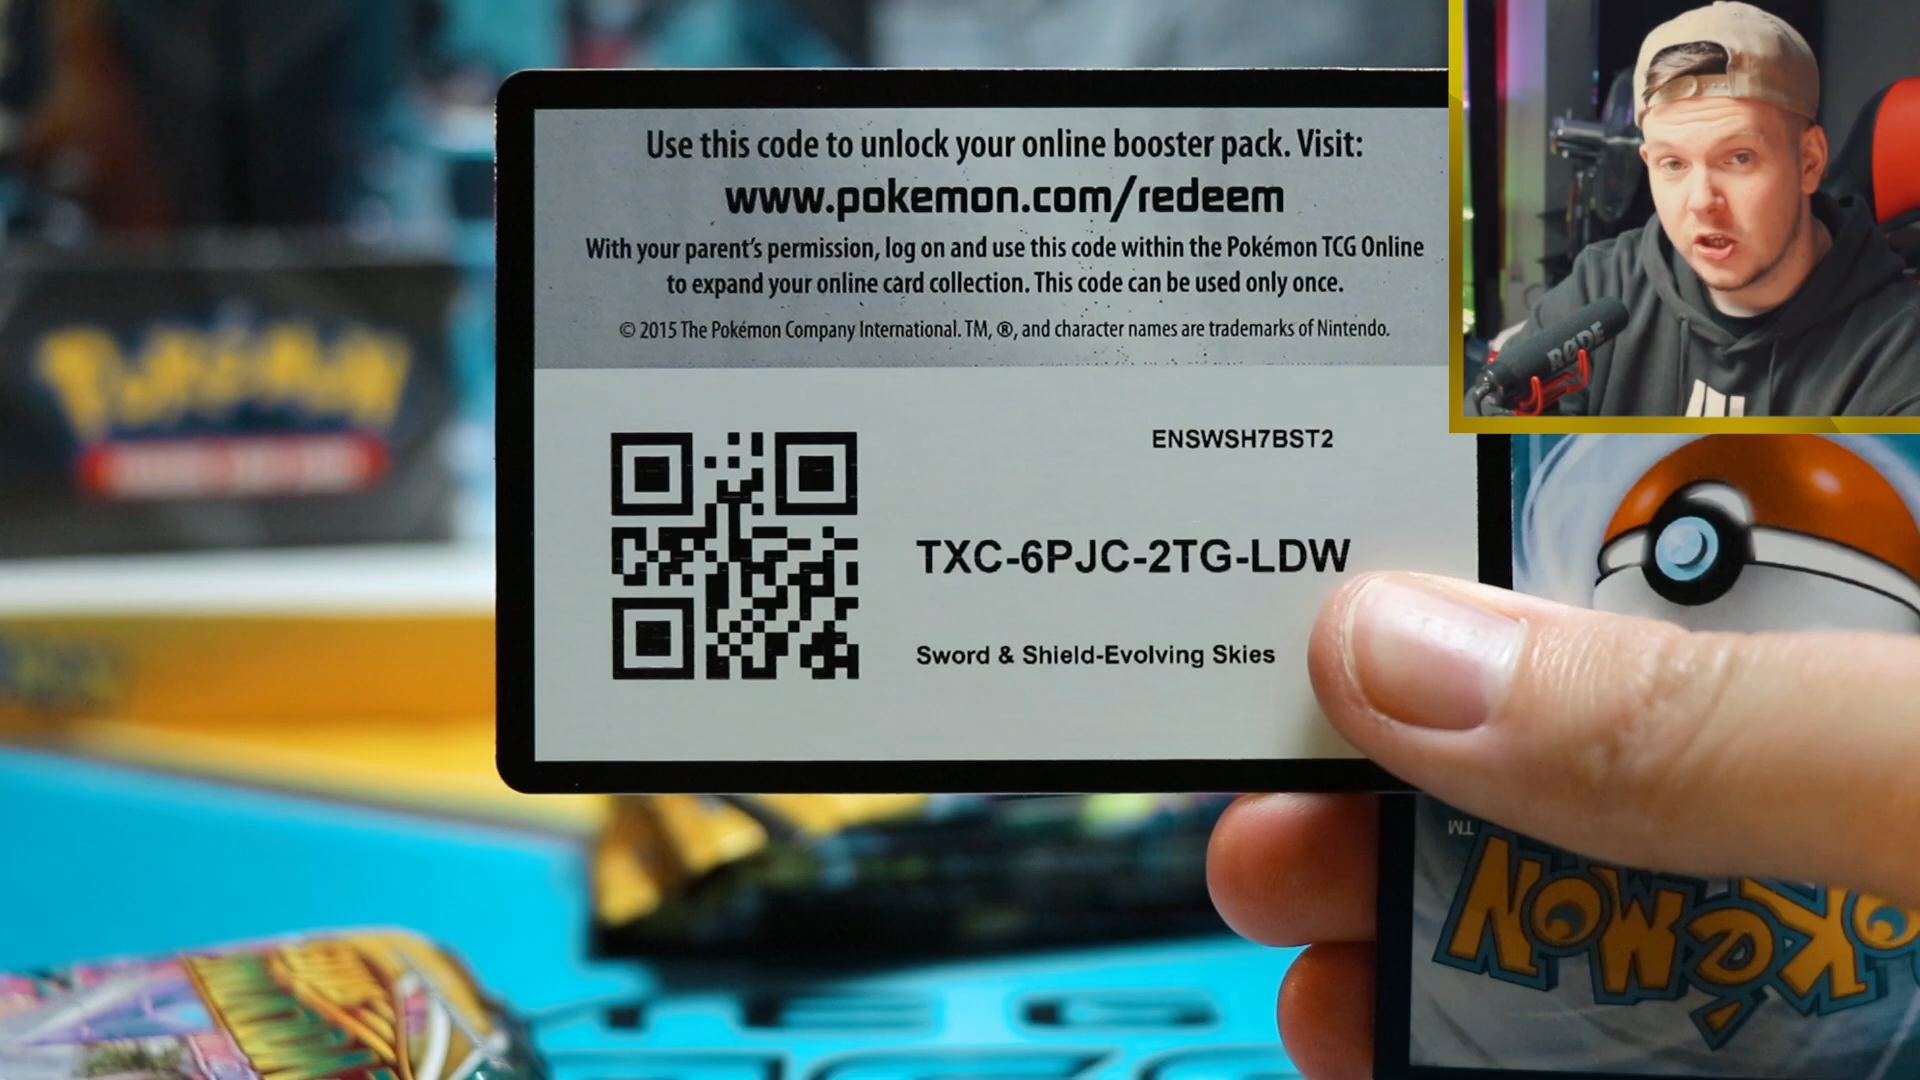 Use this code to unlock your online booster pack. Visit:
www.pokemon.com/redeem
With your parent's permission, log on and use this code within the Pokémon TCG Online
to expand your online card collection. This code can be used only once.
© 2015 The Pokémon Company International. TM, ®, and character names are trademarks of Nintendo.
ENSWSH7BST2
TXC-6PJC-2TG-LDW
Sword & Shield-Evolving Skies
RØDE
Pokémon
TM